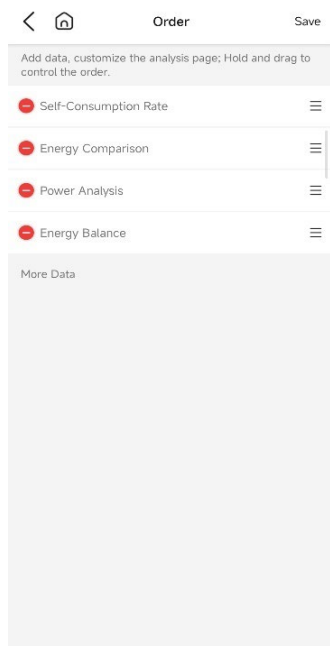 Order
Save
Add data, customize the analysis page; Hold and drag to
control the order.
Self-Consumption Rate
Energy Comparison
Power Analysis
Energy Balance
More Data